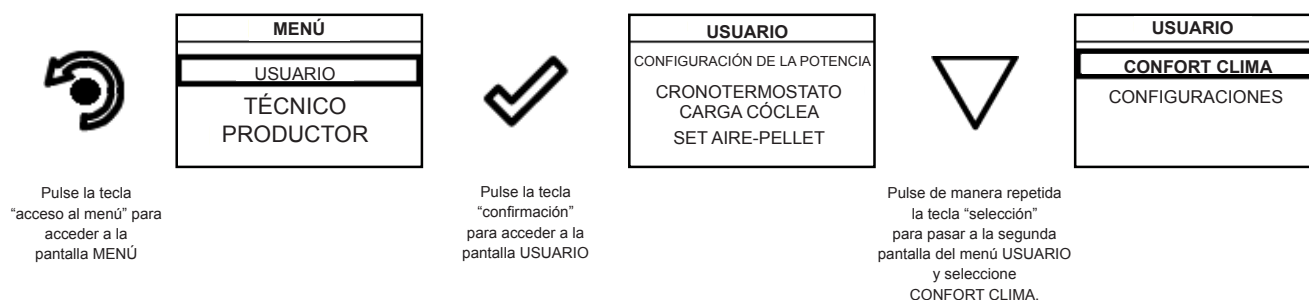 MENÚ
USUARIO
TÉCNICO
PRODUCTOR
USUARIO
CONFIGURACIÓN DE LA POTENCIA
CRONOTERMOSTATO
CARGA CÓCLEA
SET AIRE-PELLET
USUARIO
CONFORT CLIMA
CONFIGURACIONES
Pulse la tecla
“acceso al menú” para
acceder a la
pantalla MENÚ
Pulse la tecla
“confirmación”
para acceder a la
pantalla USUARIO
Pulse de manera repetida
la tecla “selección”
para pasar a la segunda
pantalla del menú USUARIO
y seleccione
CONFORT CLIMA.